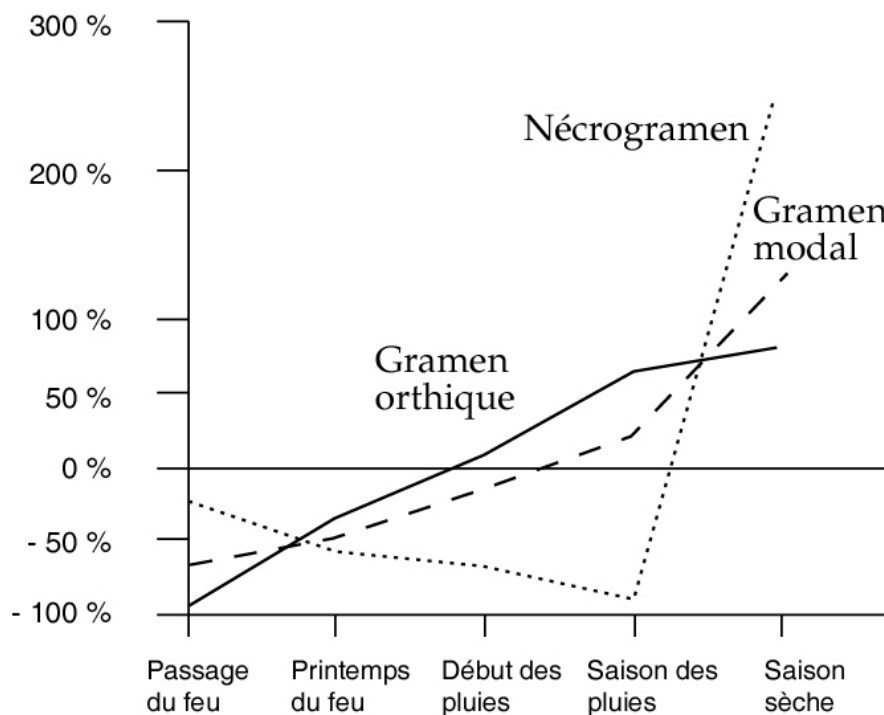 300 %
Nécrogramen
200 %
Gramen
modal
100 %
Gramen
orthique
50 %
0 %
- 50 %
- 100 %
Passage
du feu
Printemps
du feu
Début des
pluies
Saison des
pluies
Saison
sèche